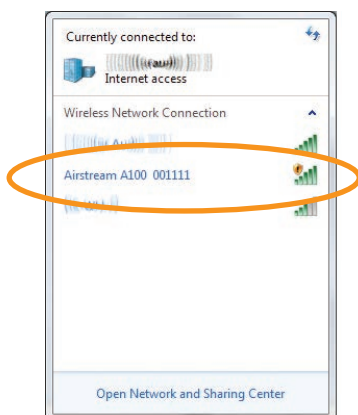 Currently connected to:
Internet access
Wireless Network Connection
Airstream A100 001111
Open Network and Sharing Center